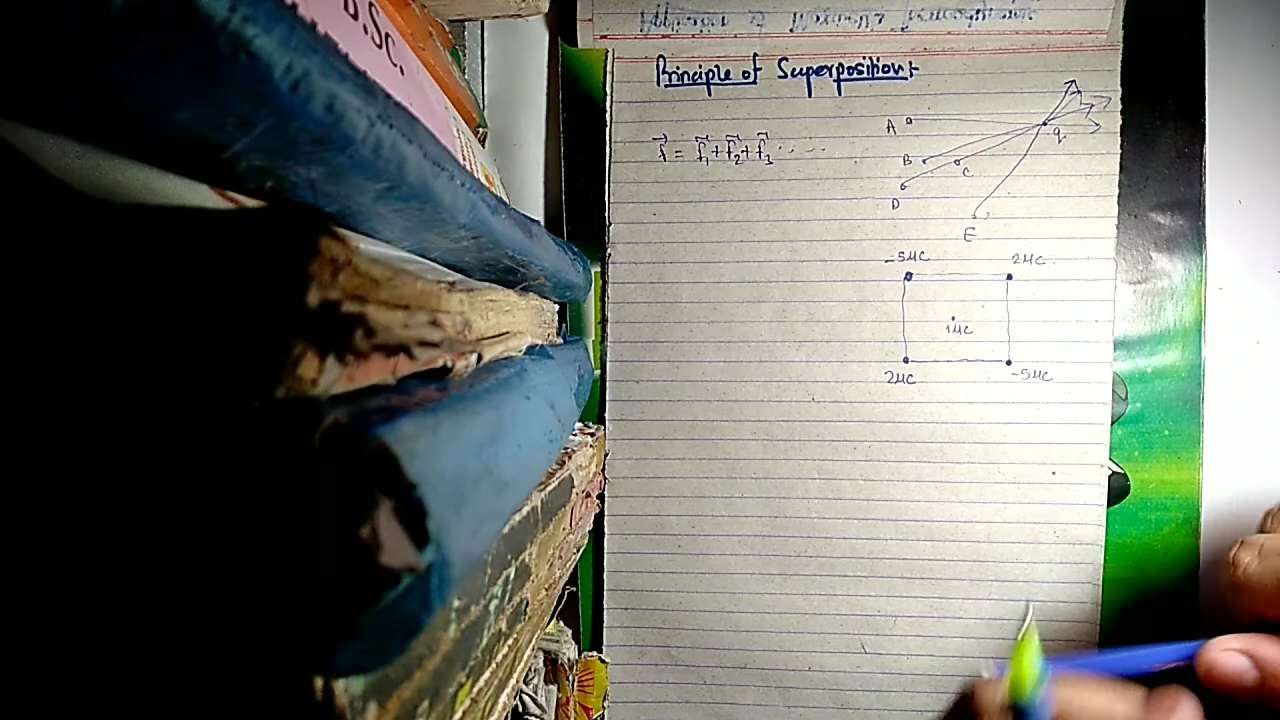 B.Sc.
Principle of Superposition:
f = f₁ + f₂ + f₃ . . . . .
A
q
B
C
D
E
-5μC 2μC
1μC
2μC -5μC